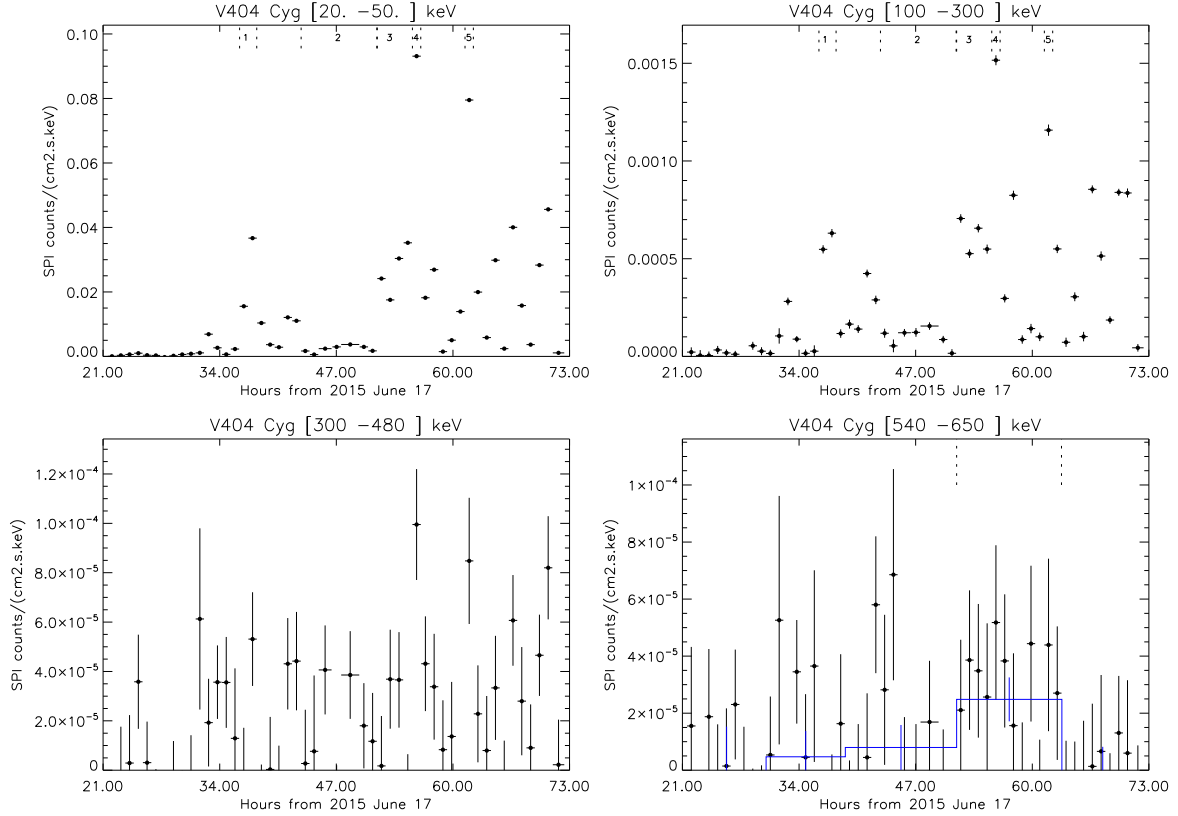 V404 Cyg [20. −50. ] keV
1 2 3 4 5
SPI counts/(cm2.s.keV)
0.10
0.08
0.06
0.04
0.02
0.00
21.00 34.00 47.00 60.00 73.00
Hours from 2015 June 17
V404 Cyg [100 −300 ] keV
1 2 3 4 5
SPI counts/(cm2.s.keV)
0.0015
0.0010
0.0005
0.0000
21.00 34.00 47.00 60.00 73.00
Hours from 2015 June 17
V404 Cyg [300 −480 ] keV
SPI counts/(cm2.s.keV)
1.2×10⁻⁴
1.0×10⁻⁴
8.0×10⁻⁵
6.0×10⁻⁵
4.0×10⁻⁵
2.0×10⁻⁵
0
21.00 34.00 47.00 60.00 73.00
Hours from 2015 June 17
V404 Cyg [540 −650 ] keV
SPI counts/(cm2.s.keV)
1×10⁻⁴
8×10⁻⁵
6×10⁻⁵
4×10⁻⁵
2×10⁻⁵
0
21.00 34.00 47.00 60.00 73.00
Hours from 2015 June 17